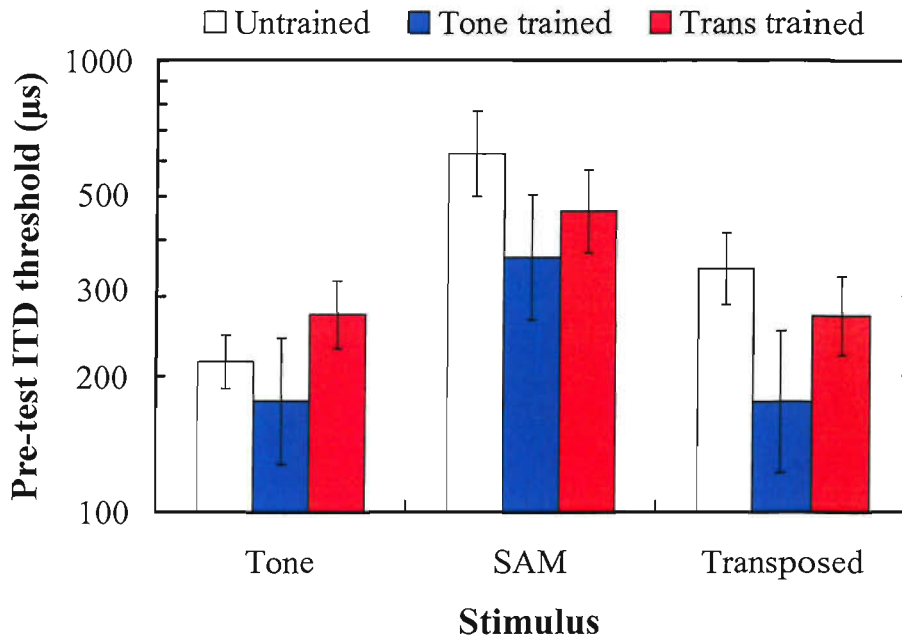 Untrained Tone trained Trans trained
Pre-test ITD threshold (μs)
1000
500
300
200
100
Tone SAM Transposed
Stimulus